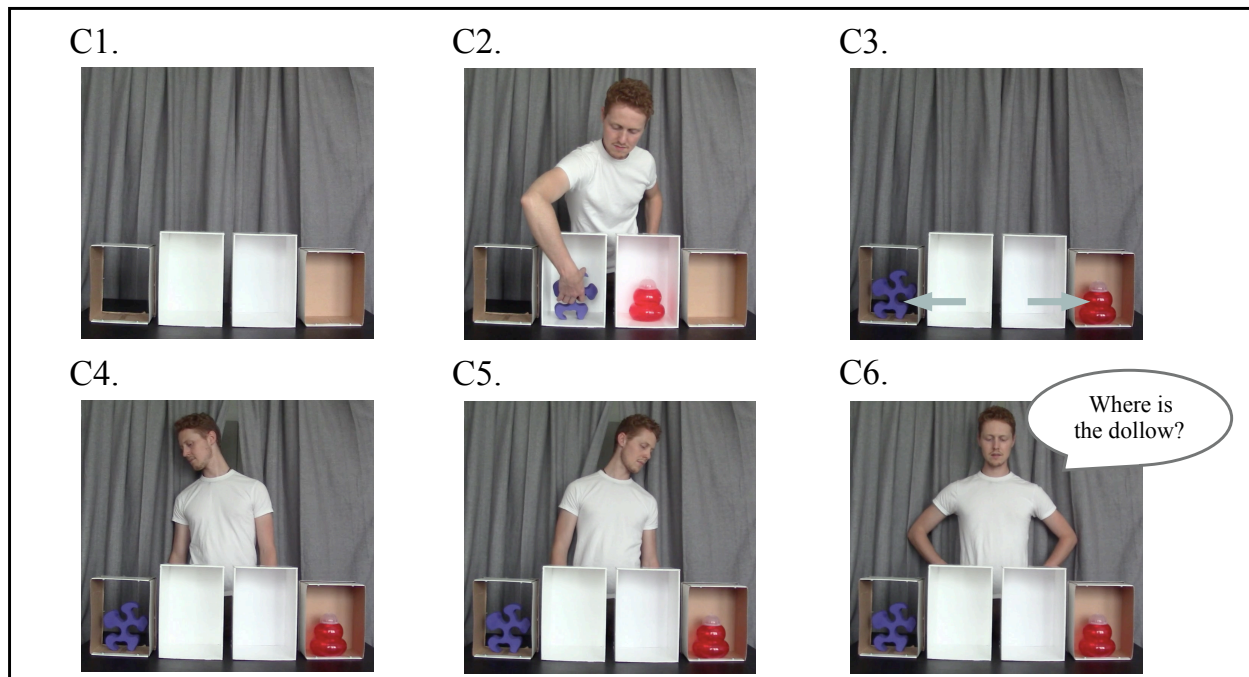 C1.
C2.
C3.
C4.
C5.
C6.
Where is
the dollow?